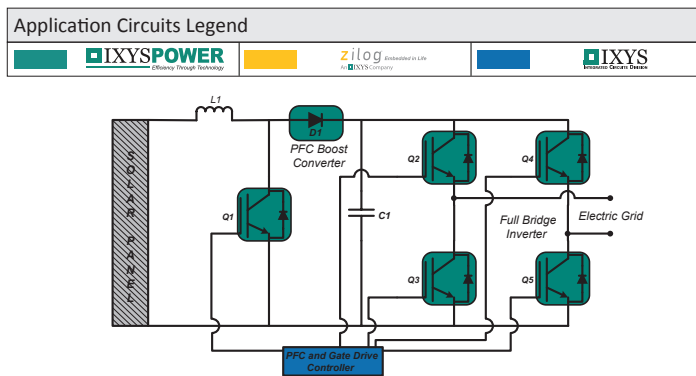 Application Circuits Legend
IXYSPOWER
Efficiency Through Technology
zilog Embedded in Life
An IXYS Company
IXYS
INTEGRATED CIRCUITS DIVISION
L1
D1
PFC Boost
Converter
SOLAR PANEL
Q1
C1
Q2
Q3
Q4
Q5
Full Bridge
Inverter
Electric Grid
PFC and Gate Drive
Controller